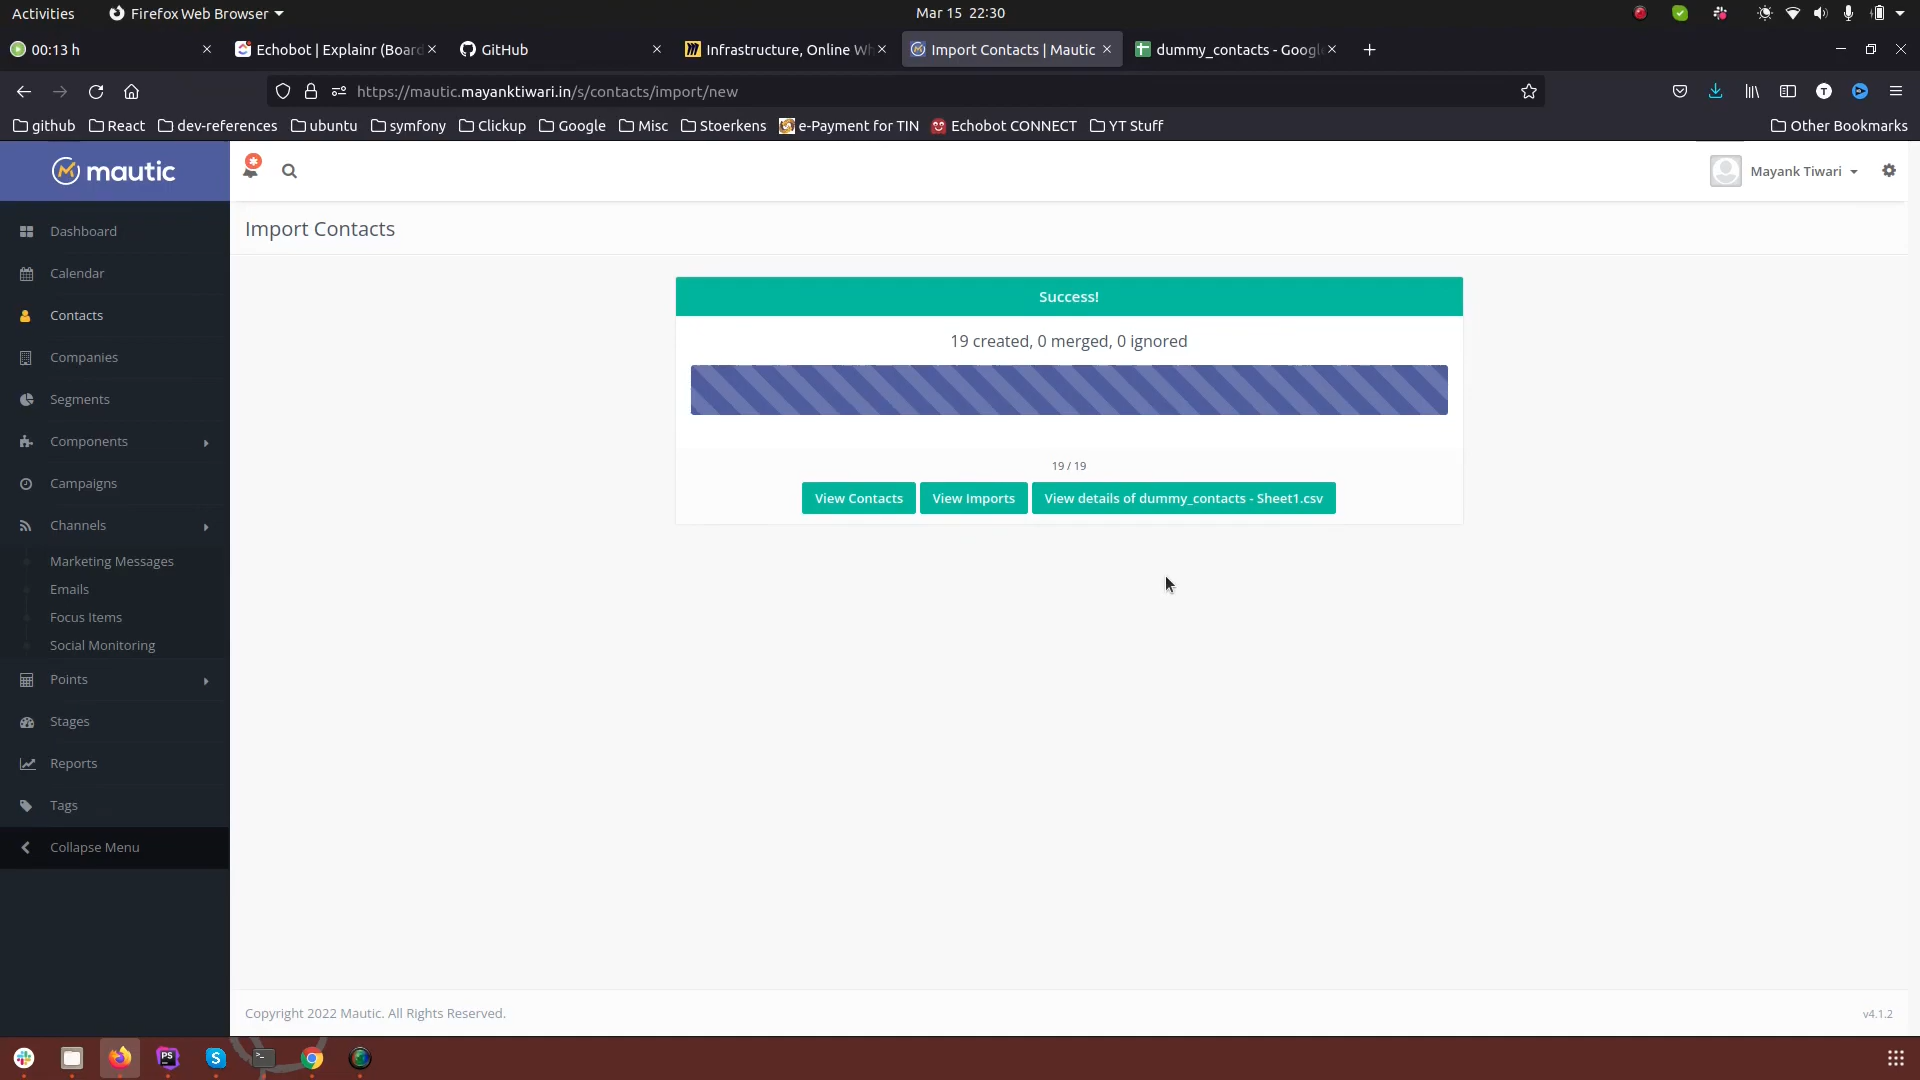 Activities Firefox Web Browser Mar 15 22:30
00:13 h Echobot | Explainr (Board GitHub Infrastructure, Online Wh Import Contacts | Mautic dummy_contacts - Google
https://mautic.mayanktiwari.in/s/contacts/import/new
github React dev-references ubuntu symfony Clickup Google Misc Stoerkens e-Payment for TIN Echobot CONNECT YT Stuff Other Bookmarks
mautic Mayank Tiwari
Import Contacts
Dashboard
Calendar
Contacts
Companies
Segments
Components
Campaigns
Channels
Marketing Messages
Emails
Focus Items
Social Monitoring
Points
Stages
Reports
Tags
Collapse Menu
Success!
19 created, 0 merged, 0 ignored
19 / 19
View Contacts View Imports View details of dummy_contacts - Sheet1.csv
Copyright 2022 Mautic. All Rights Reserved. v4.1.2